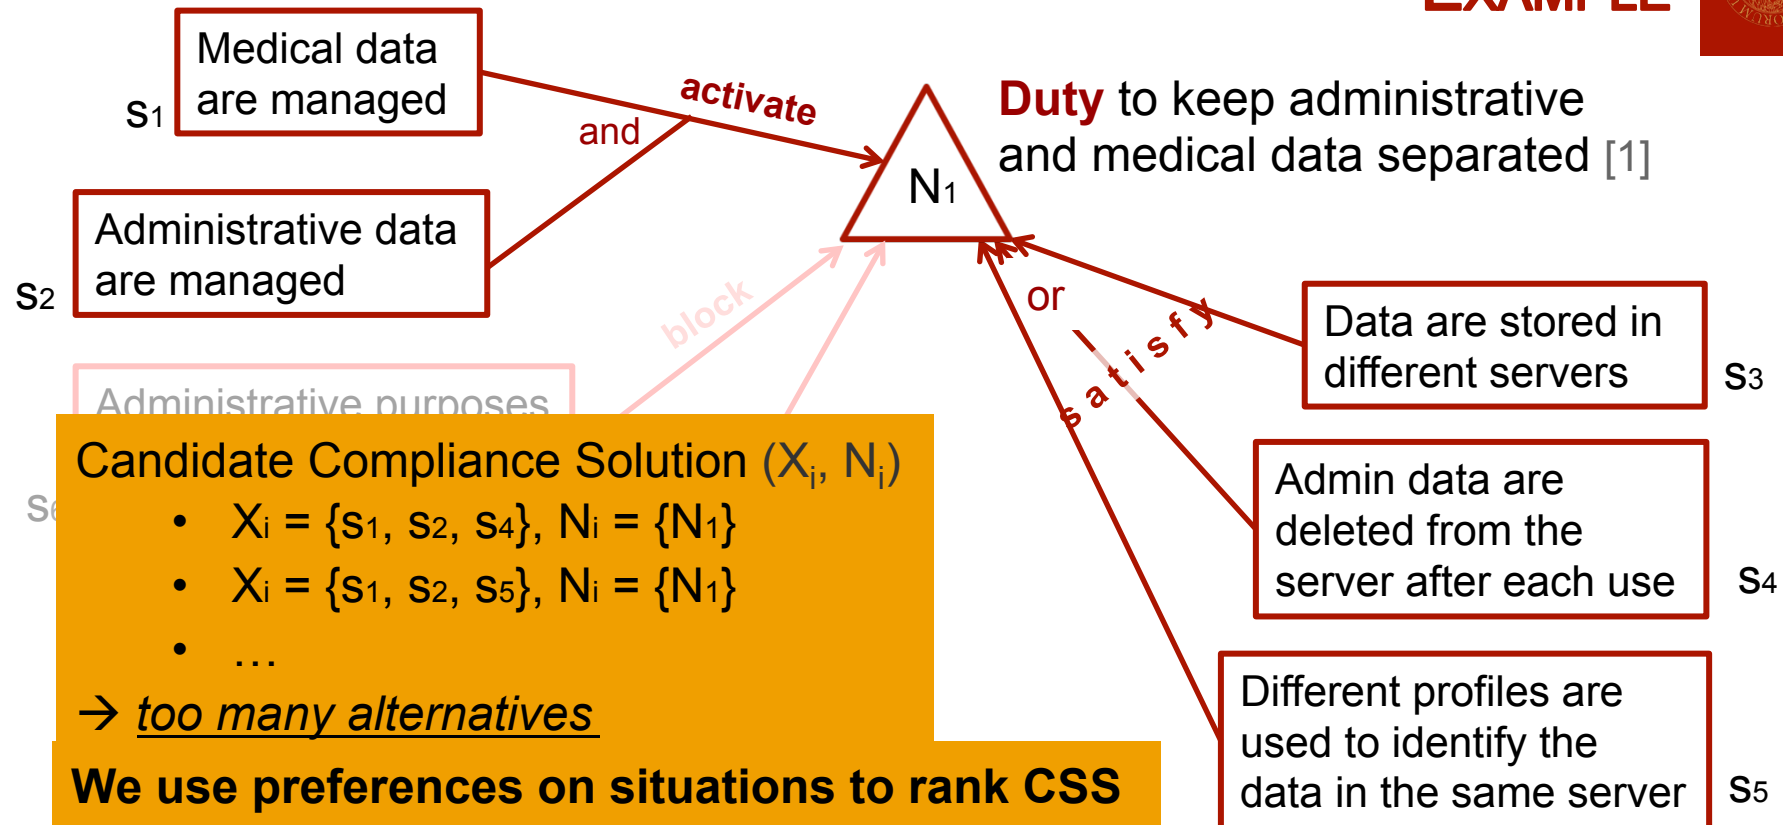 EXAMPLE
Medical data
are managed
s1
activate
and
Duty to keep administrative
and medical data separated [1]
N1
Administrative data
are managed
s2
block
or
satisfy
Data are stored in
different servers
s3
Administrative purposes
Candidate Compliance Solution (Xi, Ni)
• Xi = {s1, s2, s4}, Ni = {N1}
• Xi = {s1, s2, s5}, Ni = {N1}
• …
→ too many alternatives
We use preferences on situations to rank CSS
Admin data are
deleted from the
server after each use
s4
Different profiles are
used to identify the
data in the same server
s5